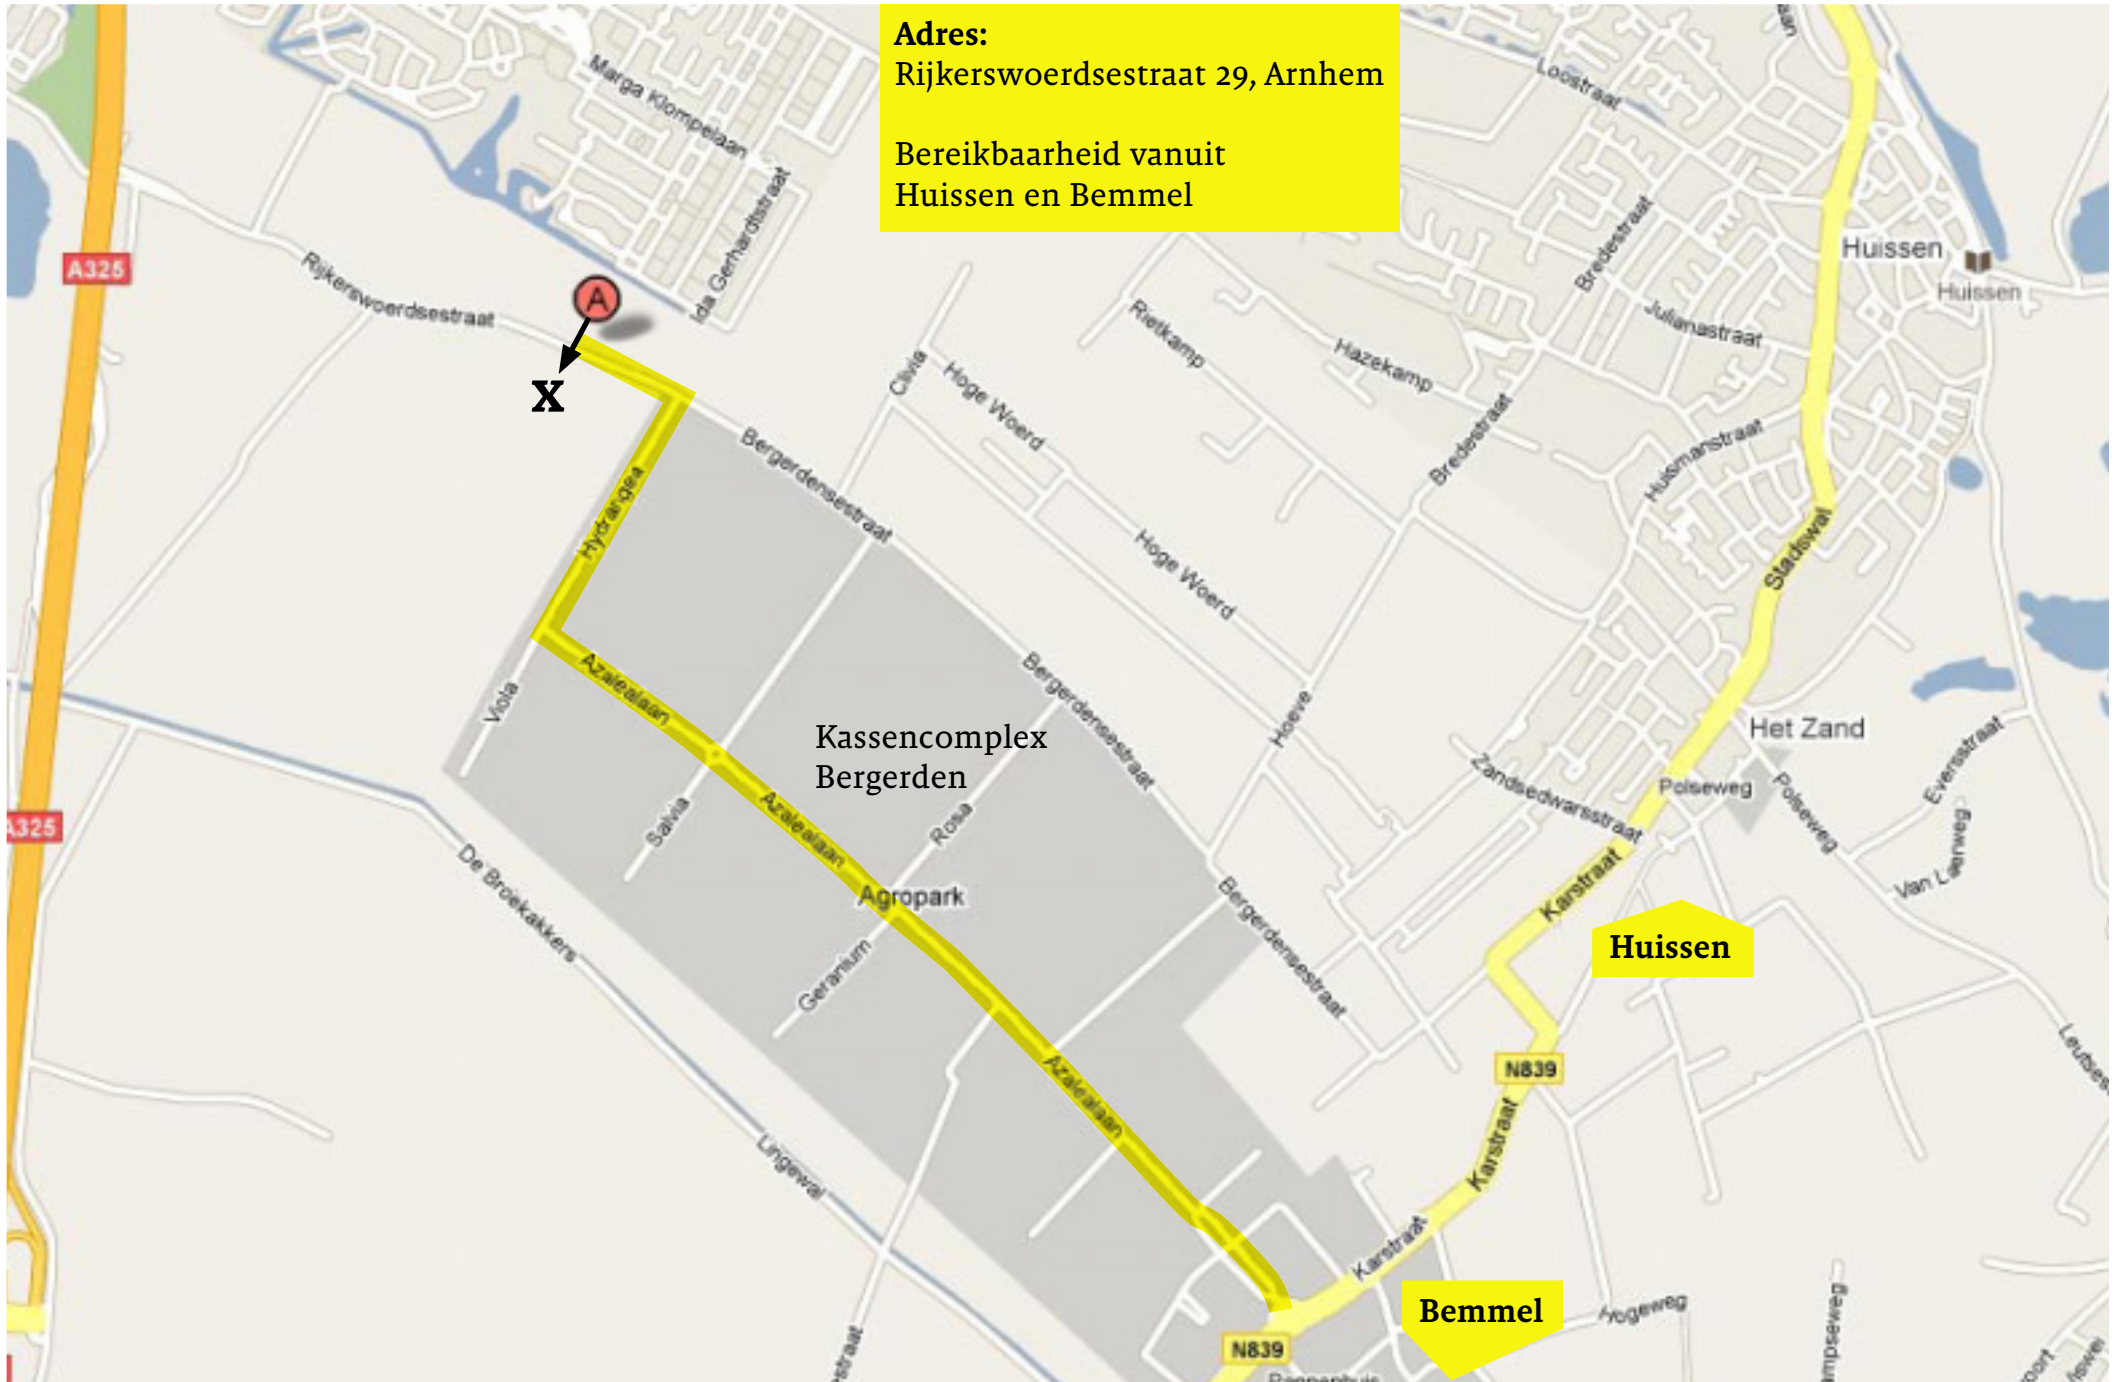 Adres:
Rijkerswoerdsestraat 29, Arnhem
Bereikbaarheid vanuit
Huissen en Bemmel
Marga Klompelaan
Ida Gerhardtstraat
Loostraat
Bredestraat
Huissen
Huissen
Julianastraat
A325
Rijkerswoerdsestraat
A
X
Clivia
Hoge Woerd
Rietkamp
Hazekamp
Bredestraat
Huismanstraat
Bergerdensestraat
Hydrangea
Hoge Woerd
Stadswal
Azalealaan
Viola
Bergerdensestraat
Hoeve
Het Zand
Kassencomplex
Bergerden
Zandsedwarsstraat
Polseweg
Polseweg
Eversstraat
A325
Salvia
Azalealaan
Rosa
Van Laerweg
De Broekakkers
Agropark
Geranium
Karstraat
Bergerdensestraat
Huissen
N839
Azalealaan
Karstraat
Lingewal
Karstraat
Bemmel
N839